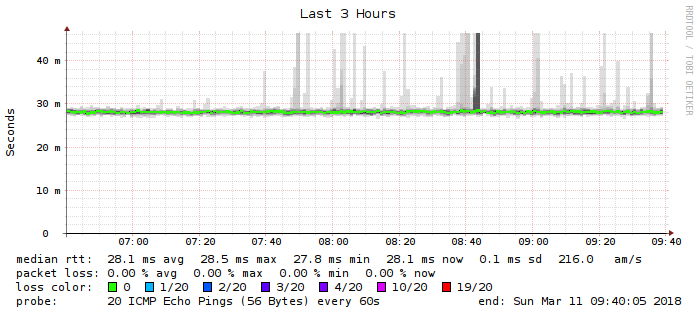 Last 3 Hours
RRDTOOL / TOBI OETIKER
Seconds
40 m
30 m
20 m
10 m
0
07:00 07:20 07:40 08:00 08:20 08:40 09:00 09:20 09:40
median rtt: 28.1 ms avg 28.5 ms max 27.8 ms min 28.1 ms now 0.1 ms sd 216.0 am/s
packet loss: 0.00 % avg 0.00 % max 0.00 % min 0.00 % now
loss color: 0 1/20 2/20 3/20 4/20 10/20 19/20
probe: 20 ICMP Echo Pings (56 Bytes) every 60s end: Sun Mar 11 09:40:05 2018